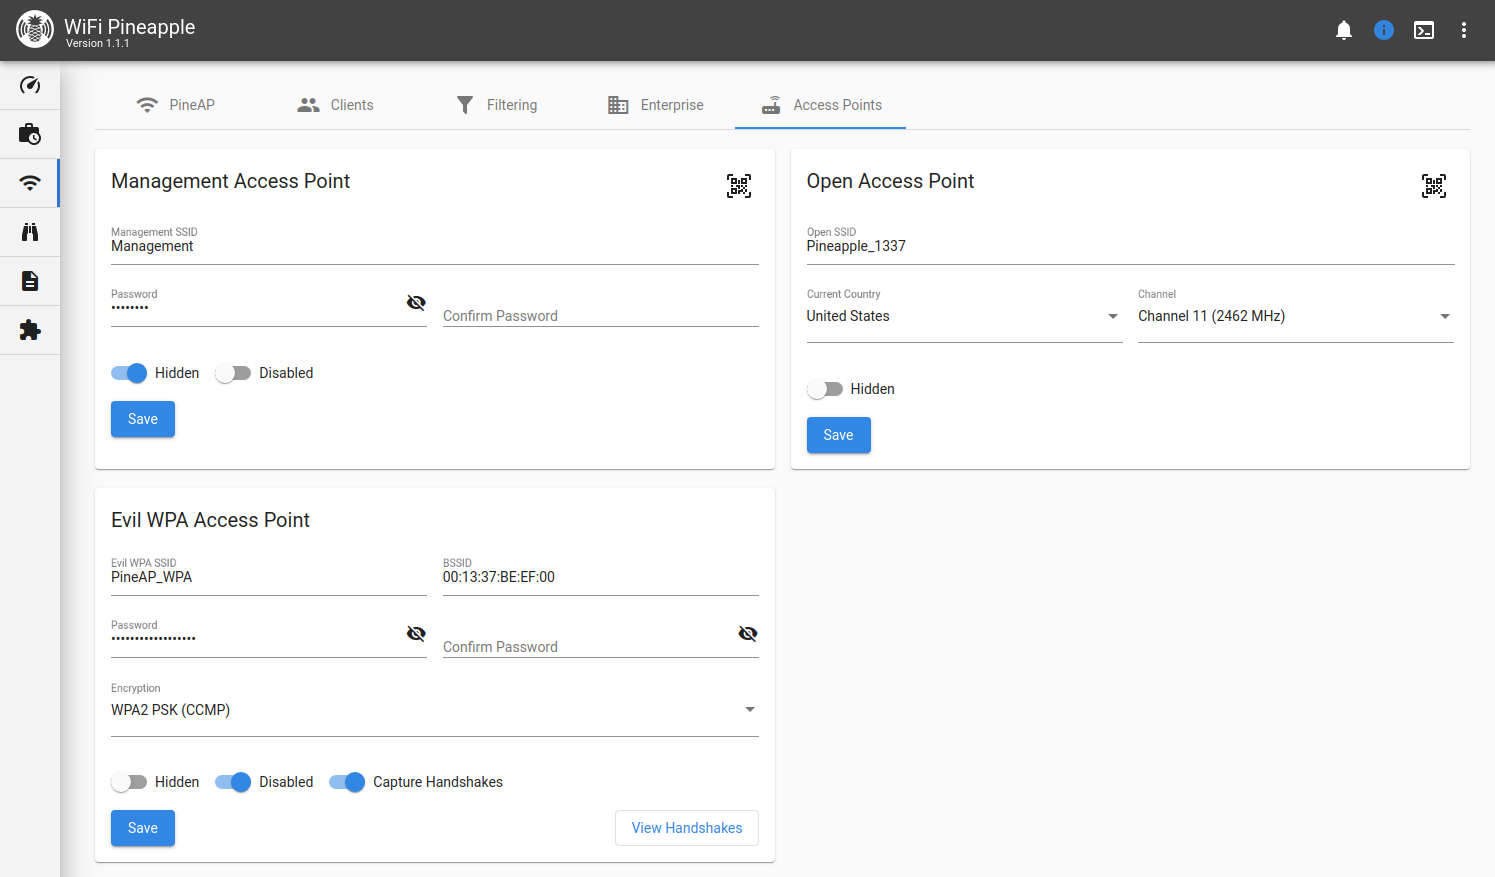 WiFi Pineapple
Version 1.1.1
PineAP
Clients
Filtering
Enterprise
Access Points
Management Access Point
Management SSID
Management
Password
••••••••
Confirm Password
Hidden
Disabled
Save
Open Access Point
Open SSID
Pineapple_1337
Current Country
United States
Channel
Channel 11 (2462 MHz)
Hidden
Save
Evil WPA Access Point
Evil WPA SSID
PineAP_WPA
BSSID
00:13:37:BE:EF:00
Password
••••••••••••••••••
Confirm Password
Encryption
WPA2 PSK (CCMP)
Hidden
Disabled
Capture Handshakes
Save
View Handshakes